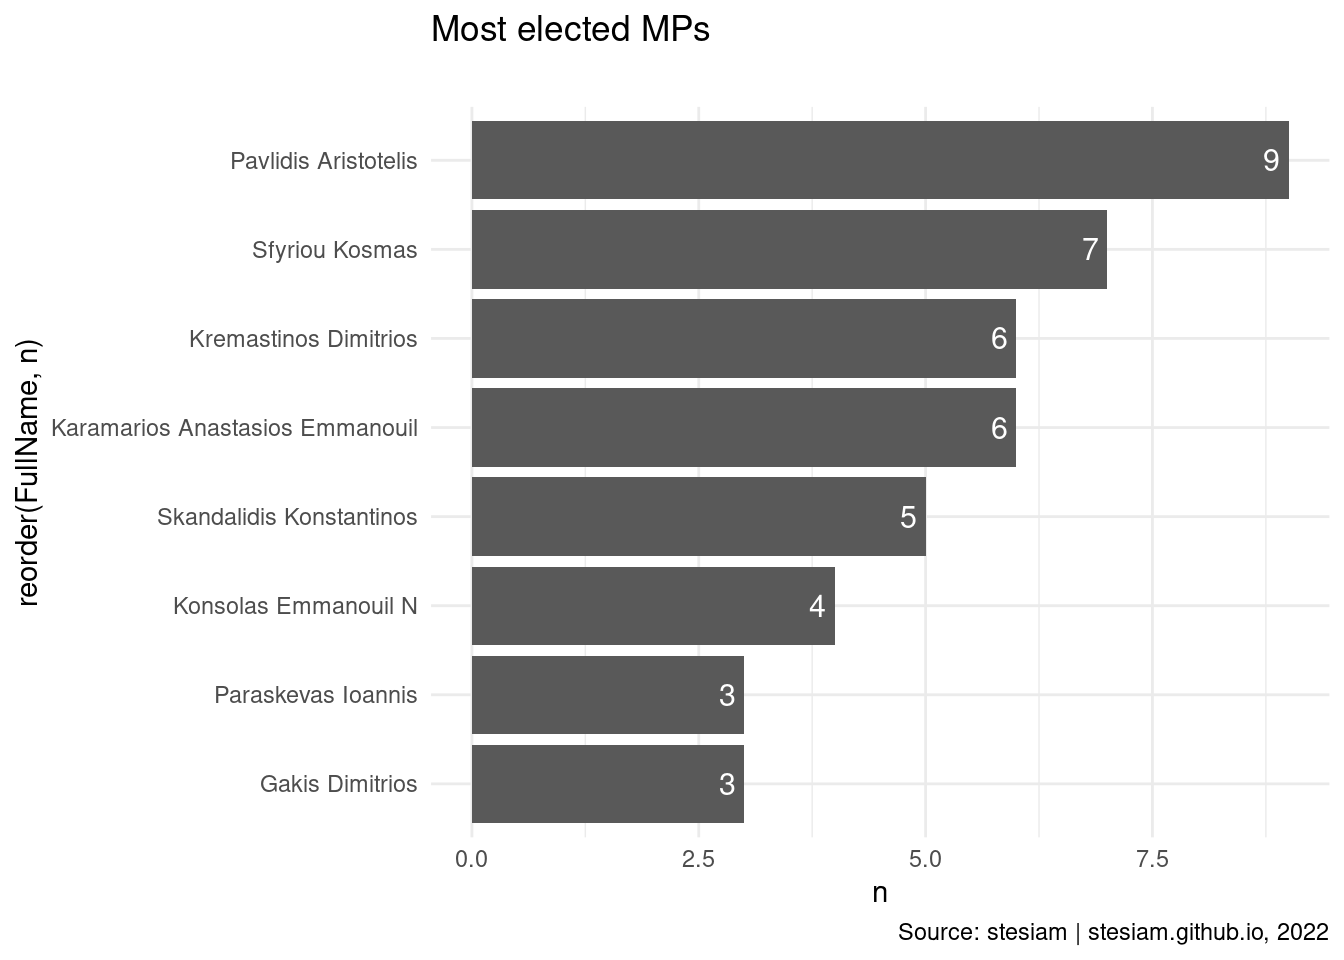 Most elected MPs
reorder(FullName, n)
Pavlidis Aristotelis
9
Sfyriou Kosmas
7
Kremastinos Dimitrios
6
Karamarios Anastasios Emmanouil
6
Skandalidis Konstantinos
5
Konsolas Emmanouil N
4
Paraskevas Ioannis
3
Gakis Dimitrios
3
0.0 2.5 5.0 7.5
n
Source: stesiam | stesiam.github.io, 2022